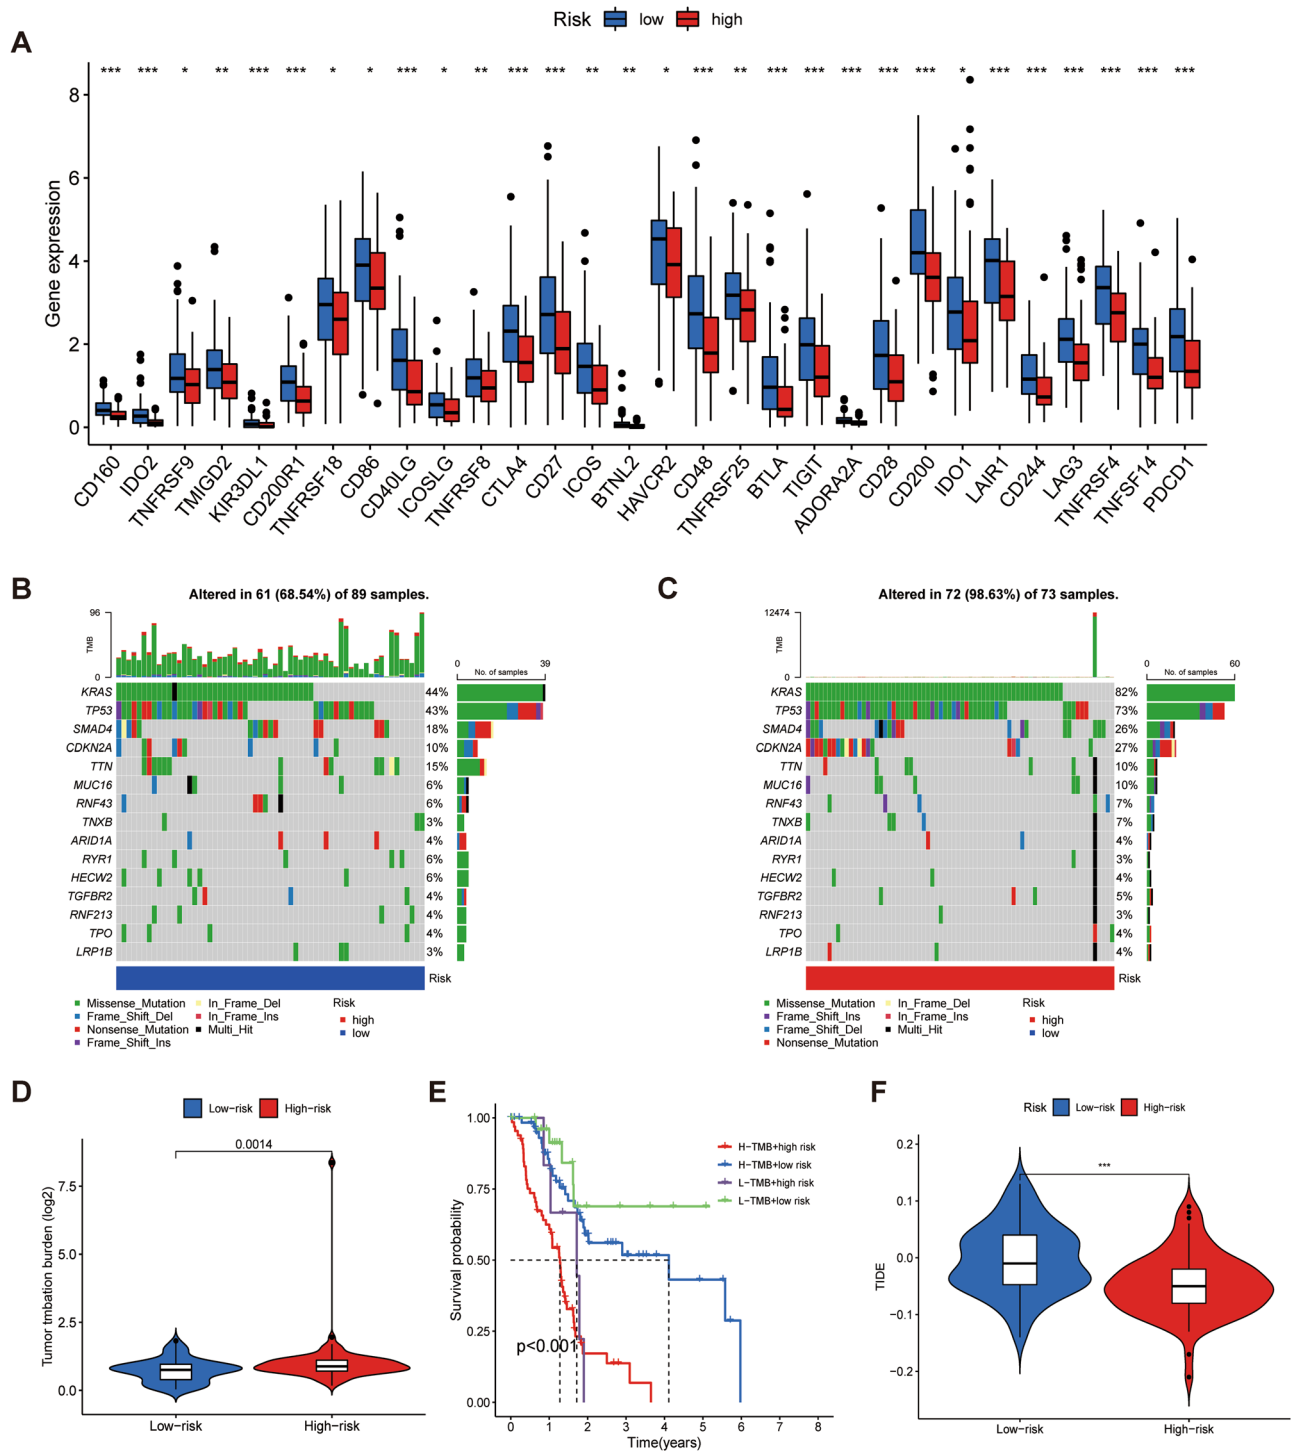 Risk low high
A
*** *** * ** *** *** * * *** * ** *** *** ** ** * *** ** *** *** *** *** *** * *** *** *** *** *** ***
Gene expression
8
6
4
2
0
CD160 IDO2 TNFRSF9 TMIGD2 KIR3DL1 CD200R1 TNFRSF18 CD86 CD40LG ICOSLG TNFRSF8 CTLA4 CD27 ICOS BTNL2 HAVCR2 CD48 TNFRSF25 BTLA TIGIT ADORA2A CD28 CD200 IDO1 LAIR1 CD244 LAG3 TNFRSF4 TNFSF14 PDCD1
B
Altered in 61 (68.54%) of 89 samples.
96
TMB
0
0 39
No. of samples
KRAS 44%
TP53 43%
SMAD4 18%
CDKN2A 10%
TTN 15%
MUC16 6%
RNF43 6%
TNXB 3%
ARID1A 4%
RYR1 6%
HECW2 6%
TGFBR2 4%
RNF213 4%
TPO 4%
LRP1B 3%
Risk
Missense_Mutation In_Frame_Del Risk
Frame_Shift_Del In_Frame_Ins high
Nonsense_Mutation Multi_Hit low
Frame_Shift_Ins
C
Altered in 72 (98.63%) of 73 samples.
12474
TMB
0
0 60
No. of samples
KRAS 82%
TP53 73%
SMAD4 26%
CDKN2A 27%
TTN 10%
MUC16 10%
RNF43 7%
TNXB 7%
ARID1A 4%
RYR1 3%
HECW2 4%
TGFBR2 5%
RNF213 3%
TPO 4%
LRP1B 4%
Risk
Missense_Mutation In_Frame_Del Risk
Frame_Shift_Ins In_Frame_Ins high
Frame_Shift_Del Multi_Hit low
Nonsense_Mutation
D
Low-risk High-risk
0.0014
Tumor tmbation burden (log2)
7.5
5.0
2.5
0.0
Low-risk High-risk
E
Survival probability
1.00
0.75
0.50
0.25
0.00
H-TMB+high risk
H-TMB+low risk
L-TMB+high risk
L-TMB+low risk
p<0.001
0 1 2 3 4 5 6 7 8
Time(years)
F
Risk Low-risk High-risk
***
TIDE
0.2
0.1
0.0
-0.1
-0.2
Low-risk High-risk